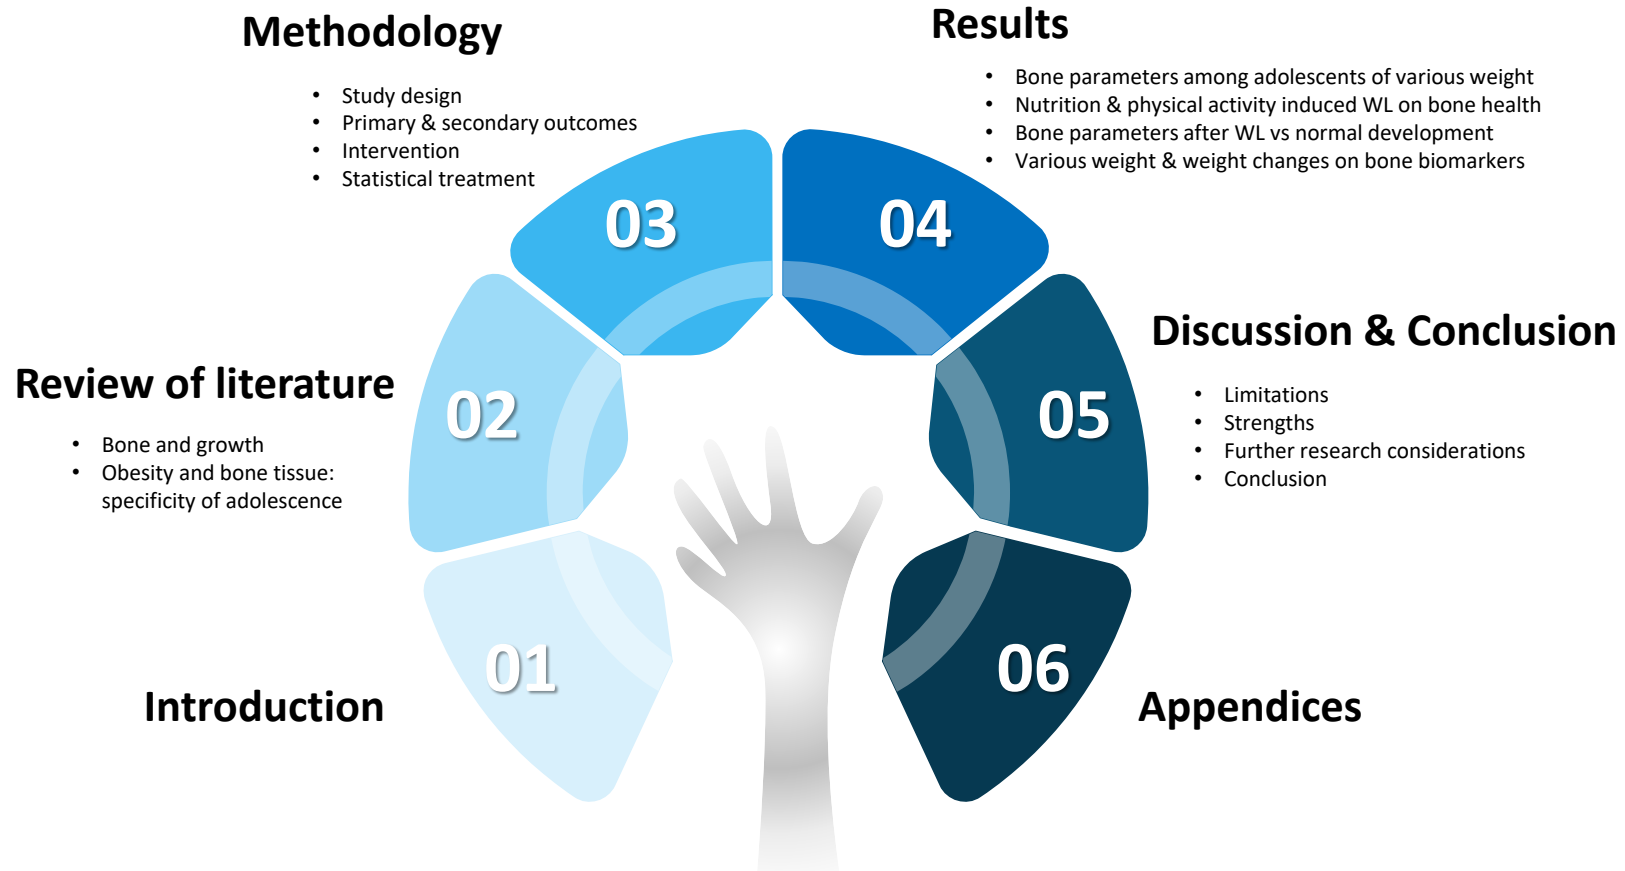 Methodology
• Study design
• Primary & secondary outcomes
• Intervention
• Statistical treatment
03
Results
• Bone parameters among adolescents of various weight
• Nutrition & physical activity induced WL on bone health
• Bone parameters after WL vs normal development
• Various weight & weight changes on bone biomarkers
04
Review of literature
• Bone and growth
• Obesity and bone tissue:
specificity of adolescence
02
Discussion & Conclusion
• Limitations
• Strengths
• Further research considerations
• Conclusion
05
Introduction
01
Appendices
06